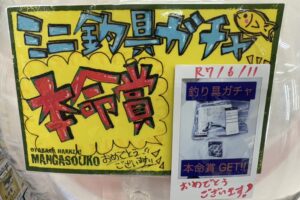 ミニ釣具ガチャ
本命賞
MANGASOUKO
おめでとう
ございます!!
R7/6/11
釣り具ガチャ
本命賞 GET!!
おめでとう
ございます!